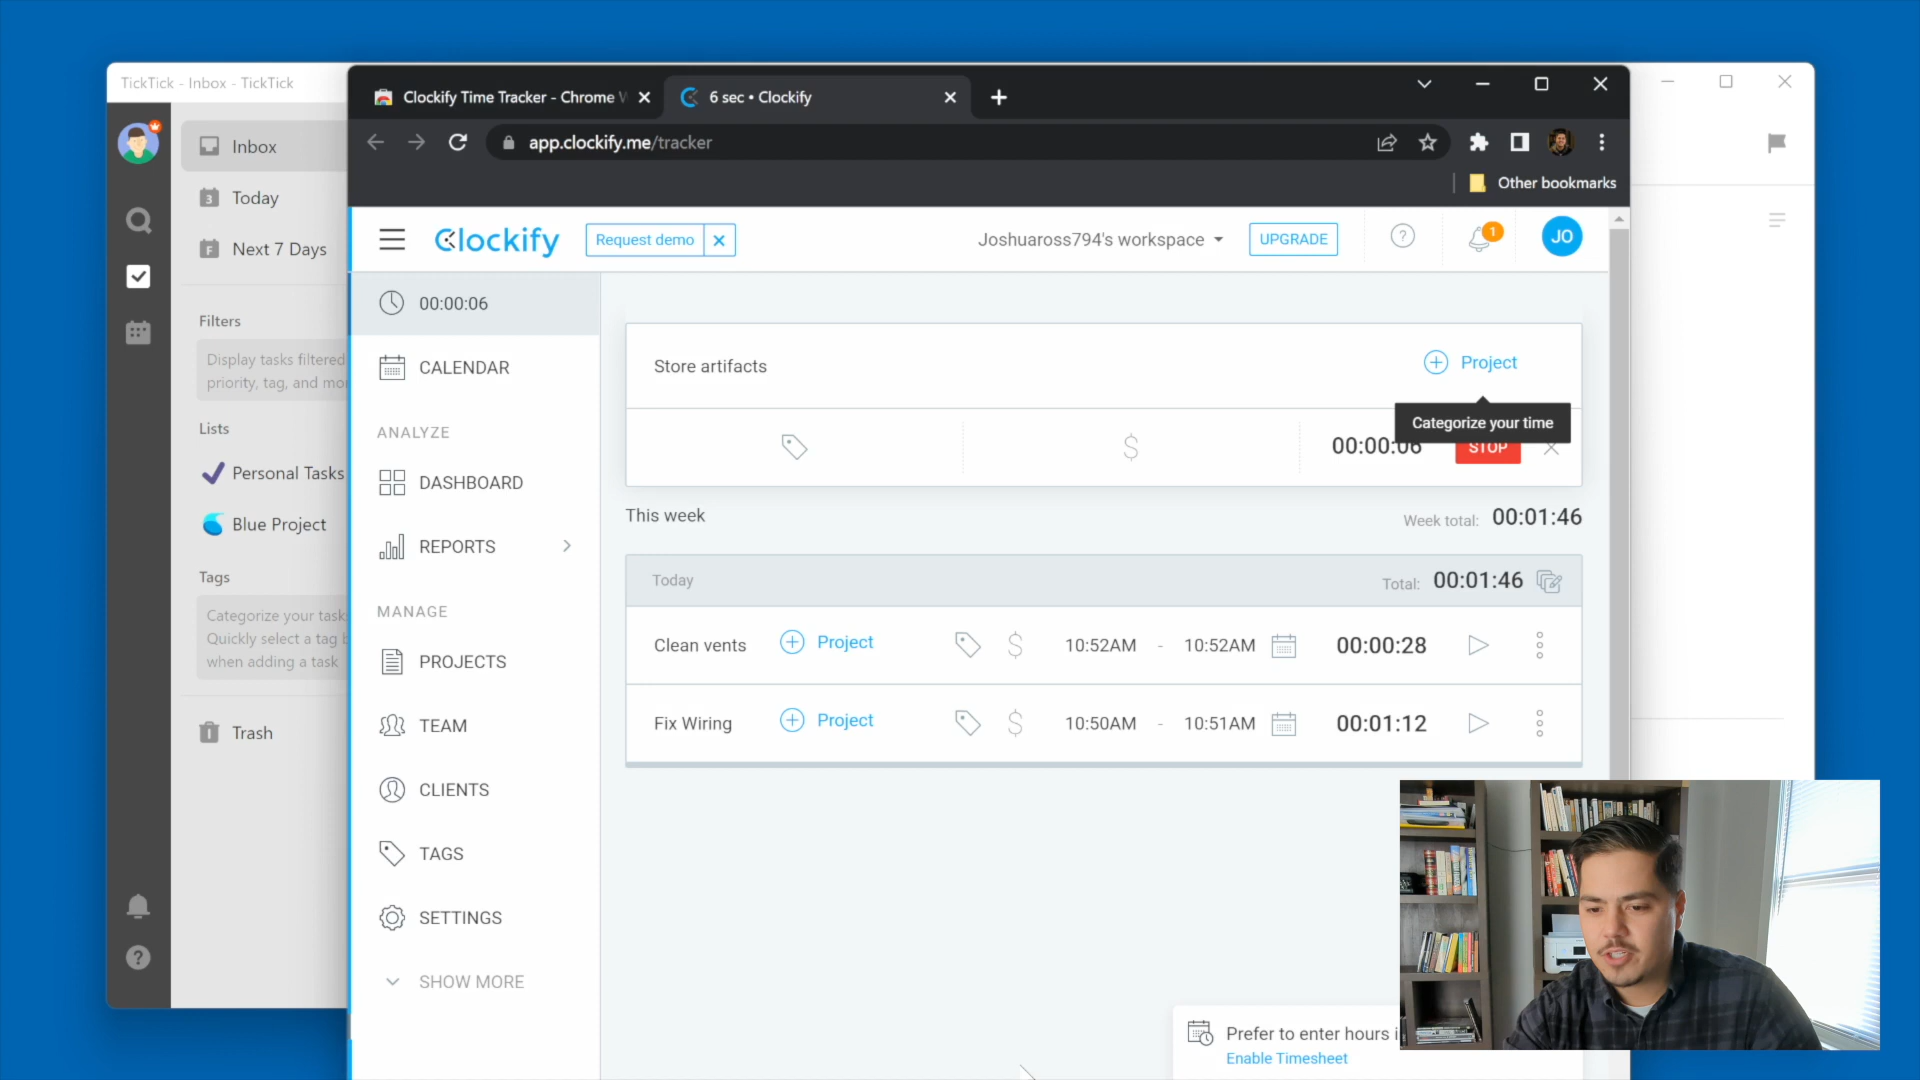 TickTick - Inbox - TickTick
Inbox
Today
Next 7 Days
Filters
Display tasks filtered
priority, tag, and
Lists
Personal Tasks
Blue Project
Tags
Categorize your task
Quickly select a tag
when adding a task
Trash
Clockify Time Tracker - Chrome
6 sec • Clockify
app.clockify.me/tracker
Other bookmarks
Clockify
Request demo
Joshuaross794's workspace
UPGRADE
?
1
JO
00:00:06
CALENDAR
ANALYZE
DASHBOARD
REPORTS
MANAGE
PROJECTS
TEAM
CLIENTS
TAGS
SETTINGS
SHOW MORE
Store artifacts
Project
Categorize your time
$
00:00:06
STOP
This week
Week total: 00:01:46
Today
Total: 00:01:46
Clean vents
Project
$
10:52AM - 10:52AM
00:00:28
Fix Wiring
Project
$
10:50AM - 10:51AM
00:01:12
Prefer to enter hours
Enable Timesheet